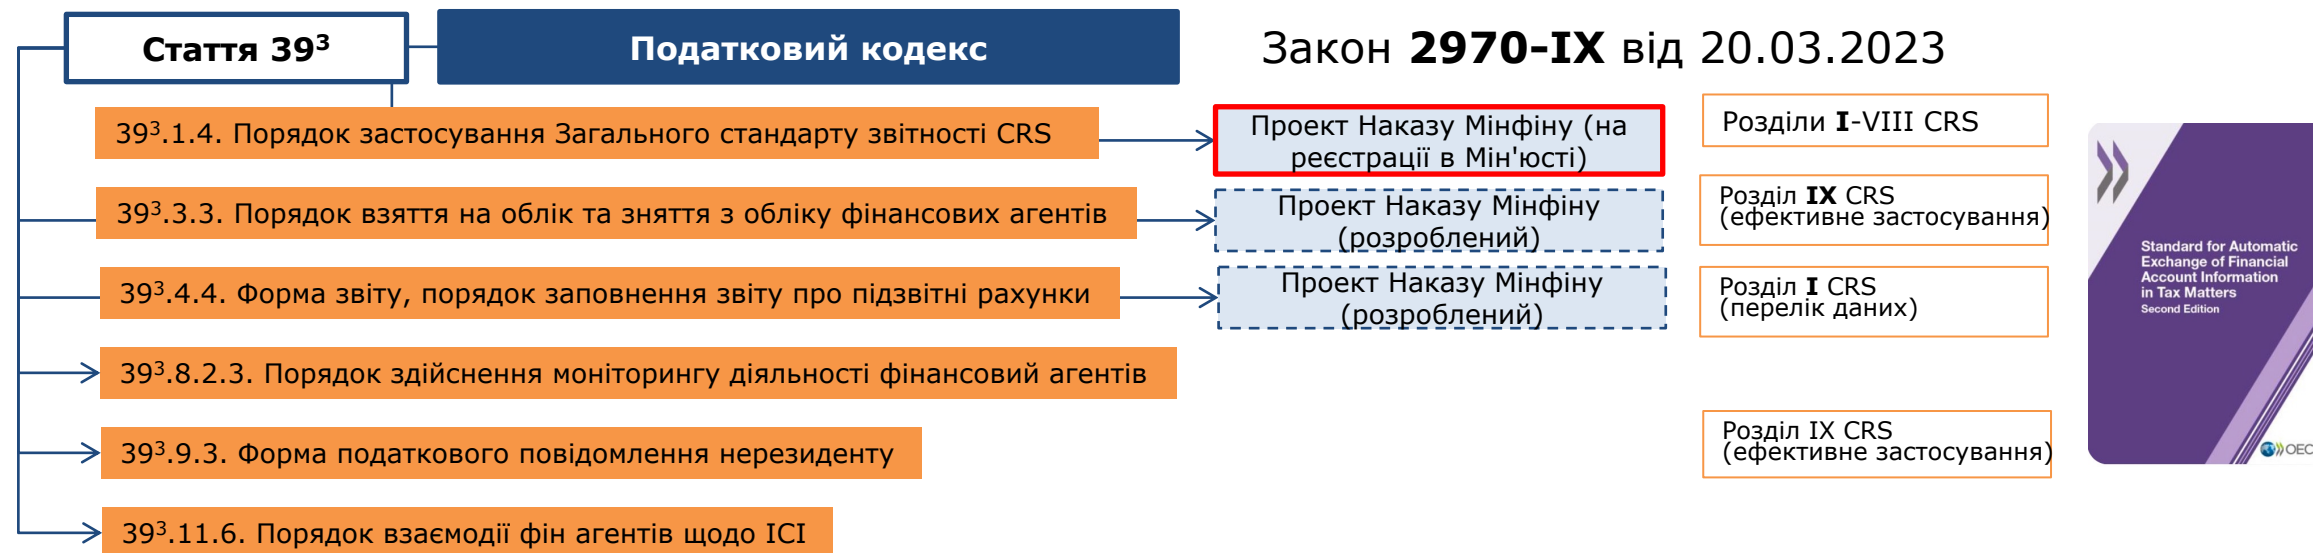 Стаття 39³
Податковий кодекс
Закон 2970-IX від 20.03.2023
39³.1.4. Порядок застосування Загального стандарту звітності CRS
Проект Наказу Мінфіну (на
реєстрації в Мін'юсті)
Розділи I-VIII CRS
39³.3.3. Порядок взяття на облік та зняття з обліку фінансових агентів
Проект Наказу Мінфіну
(розроблений)
Розділ IX CRS
(ефективне застосування)
39³.4.4. Форма звіту, порядок заповнення звіту про підзвітні рахунки
Проект Наказу Мінфіну
(розроблений)
Розділ I CRS
(перелік даних)
39³.8.2.3. Порядок здійснення моніторингу діяльності фінансовий агентів
39³.9.3. Форма податкового повідомлення нерезиденту
Розділ IX CRS
(ефективне застосування)
39³.11.6. Порядок взаємодії фін агентів щодо ІСІ
Standard for Automatic
Exchange of Financial
Account Information
in Tax Matters
Second Edition
OEC